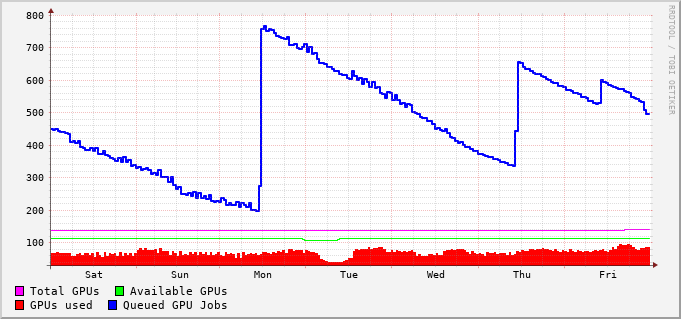 800
700
600
500
400
300
200
100
Sat Sun Mon Tue Wed Thu Fri
Total GPUs Available GPUs
GPUs used Queued GPU Jobs
RRDTOOL / TOBI OETIKER